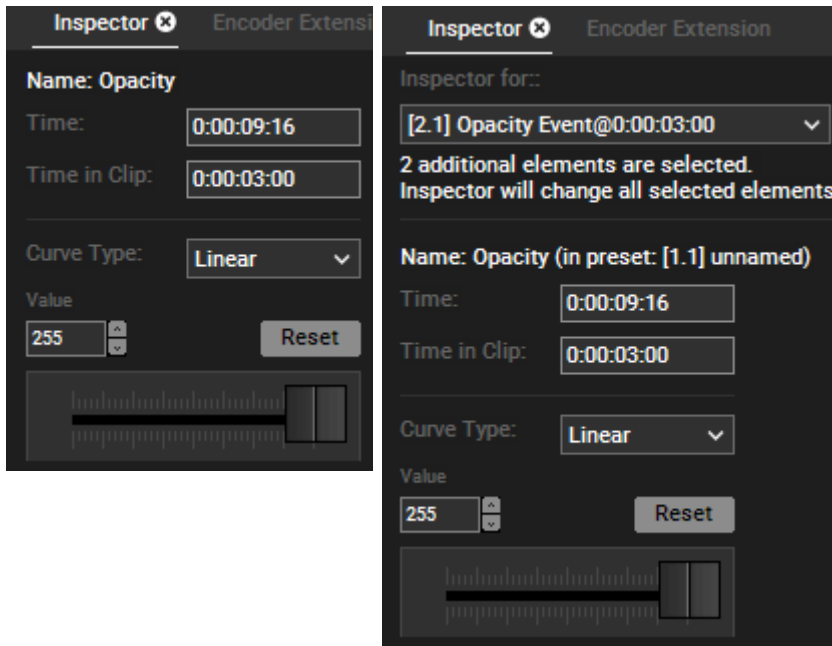 Inspector
Encoder Extensi
Name: Opacity
Time: 0:00:09:16
Time in Clip: 0:00:03:00
Curve Type: Linear
Value
255 Reset
Inspector
Encoder Extension
Inspector for::
[2.1] Opacity Event@0:00:03:00
2 additional elements are selected.
Inspector will change all selected elements
Name: Opacity (in preset: [1.1] unnamed)
Time: 0:00:09:16
Time in Clip: 0:00:03:00
Curve Type: Linear
Value
255 Reset